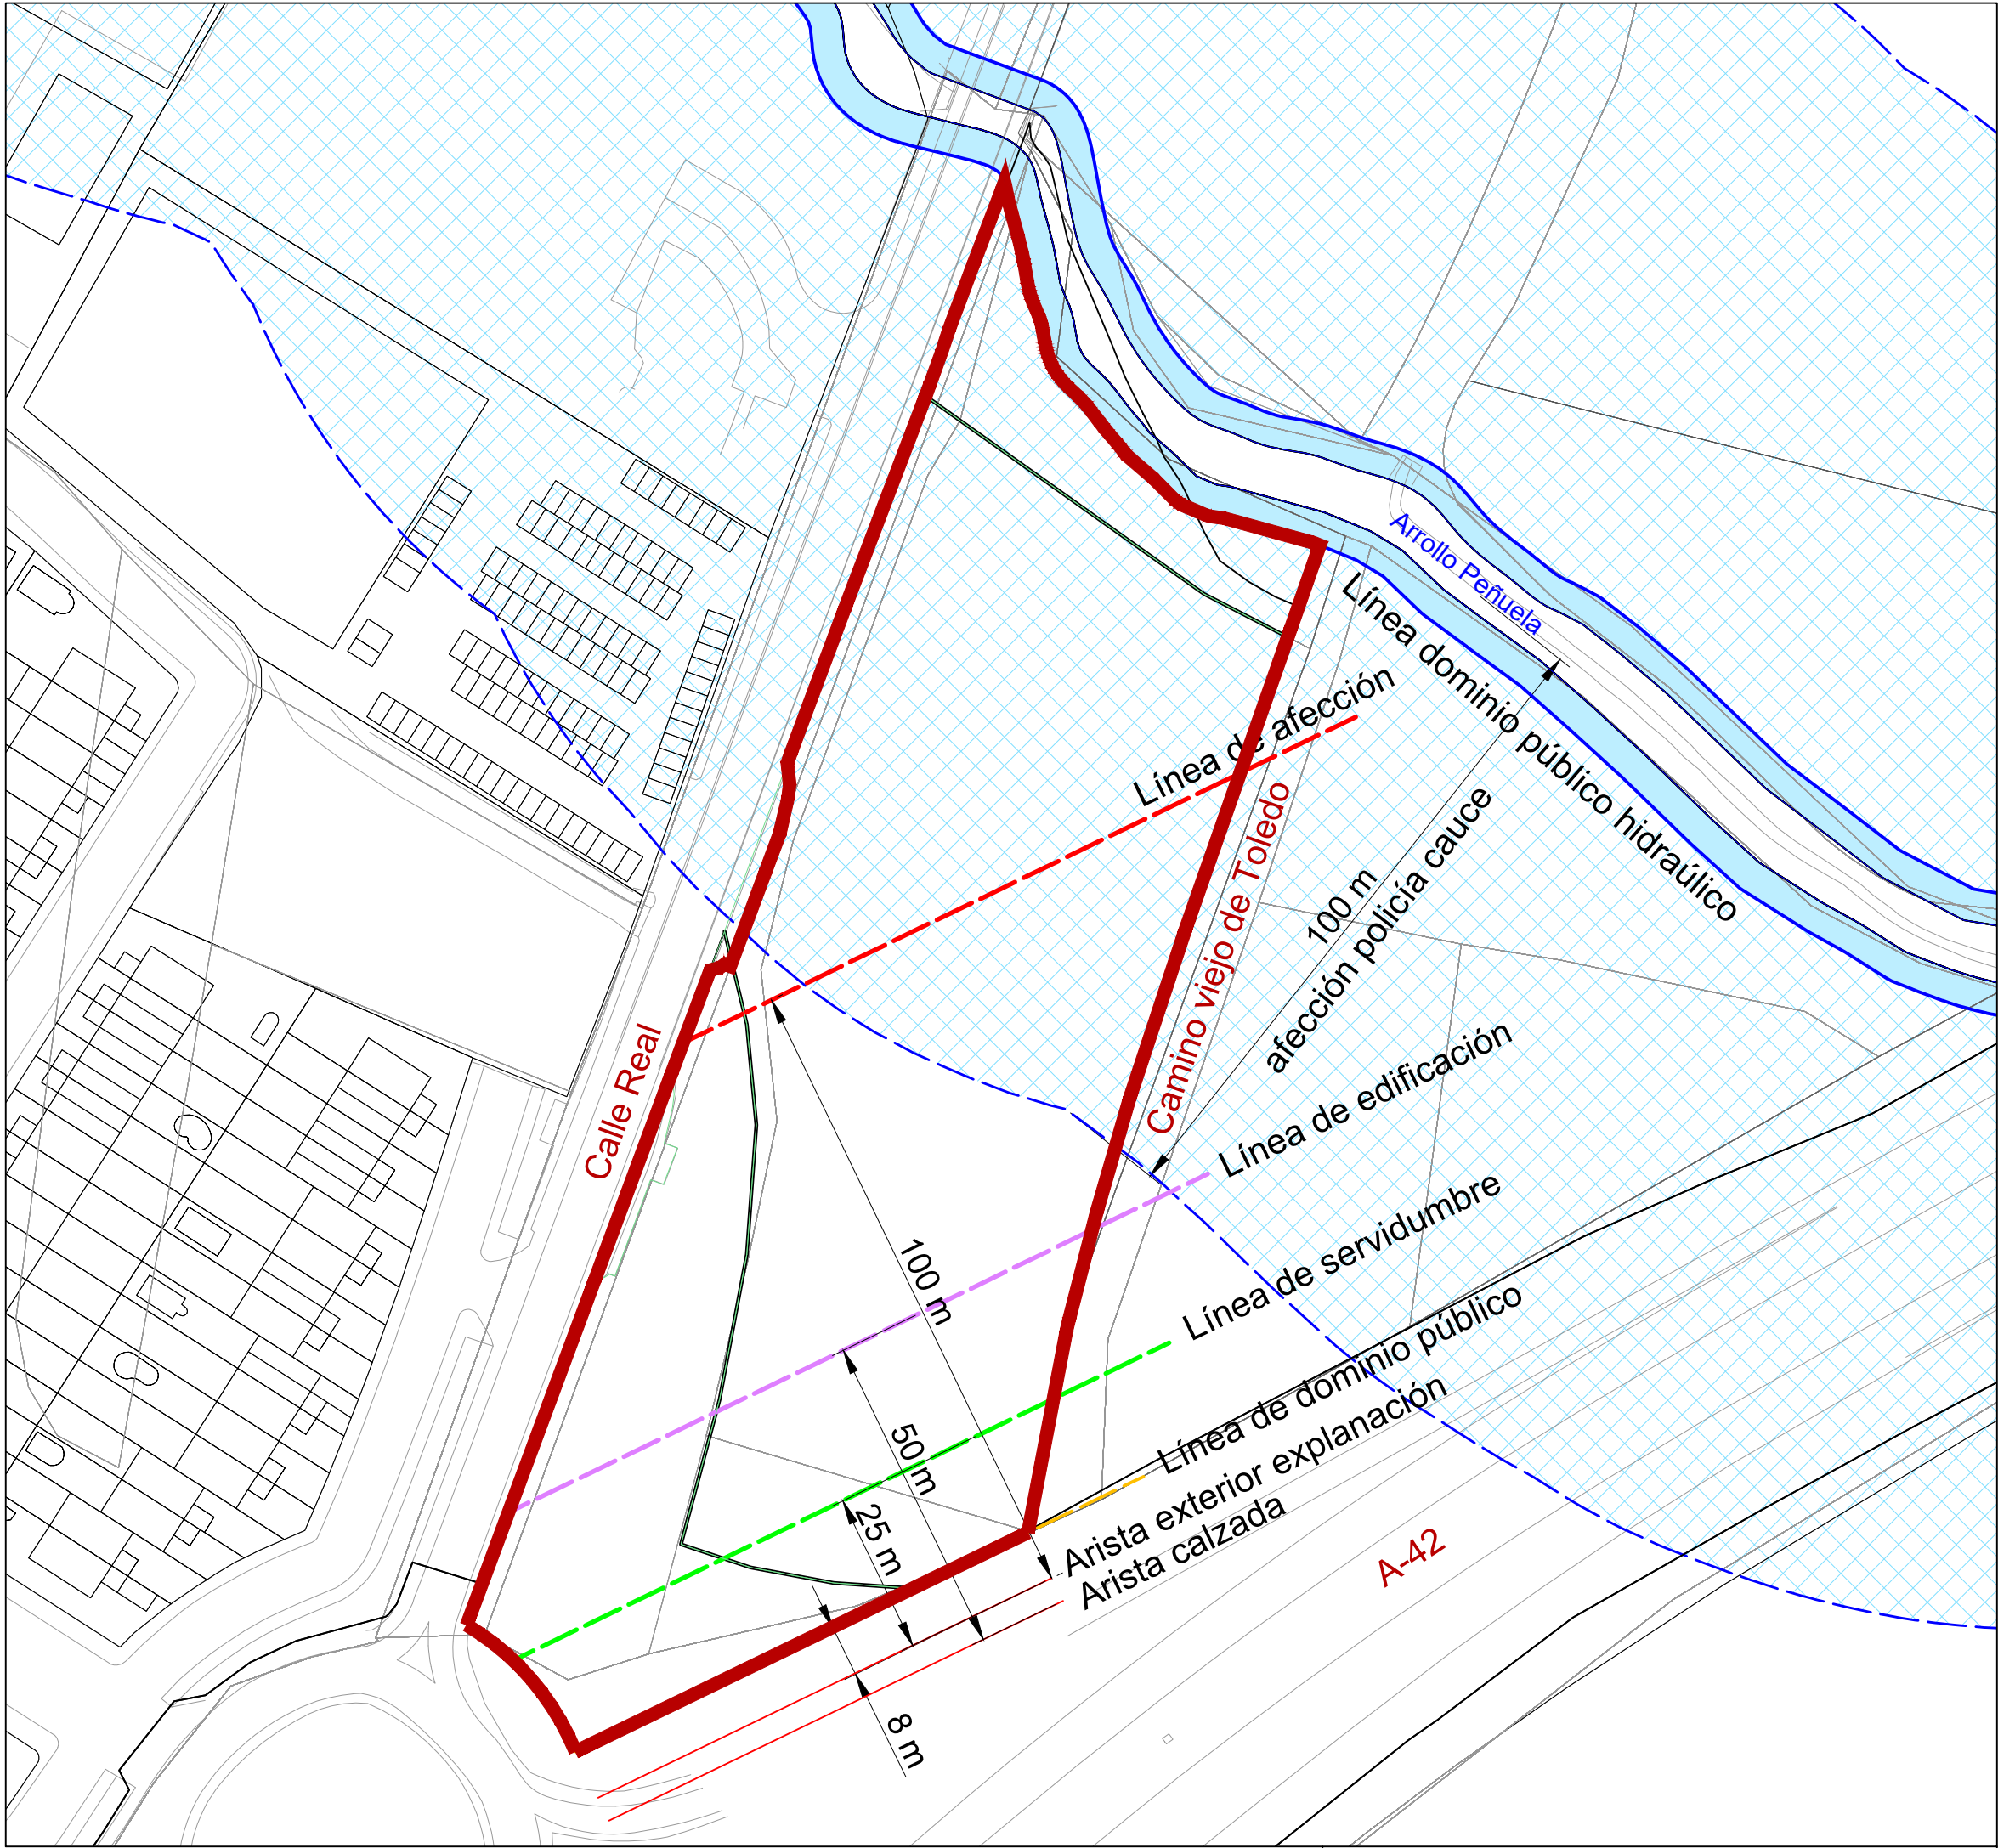 Arrollo Peñuela
Línea dominio público hidraúlico
Línea de afección
Camino viejo de Toledo
100 m
afección policía cauce
Calle Real
Línea de edificación
Línea de servidumbre
100 m
Línea de dominio público
50 m
Arista exterior explanación
25 m
Arista calzada
A-42
8 m